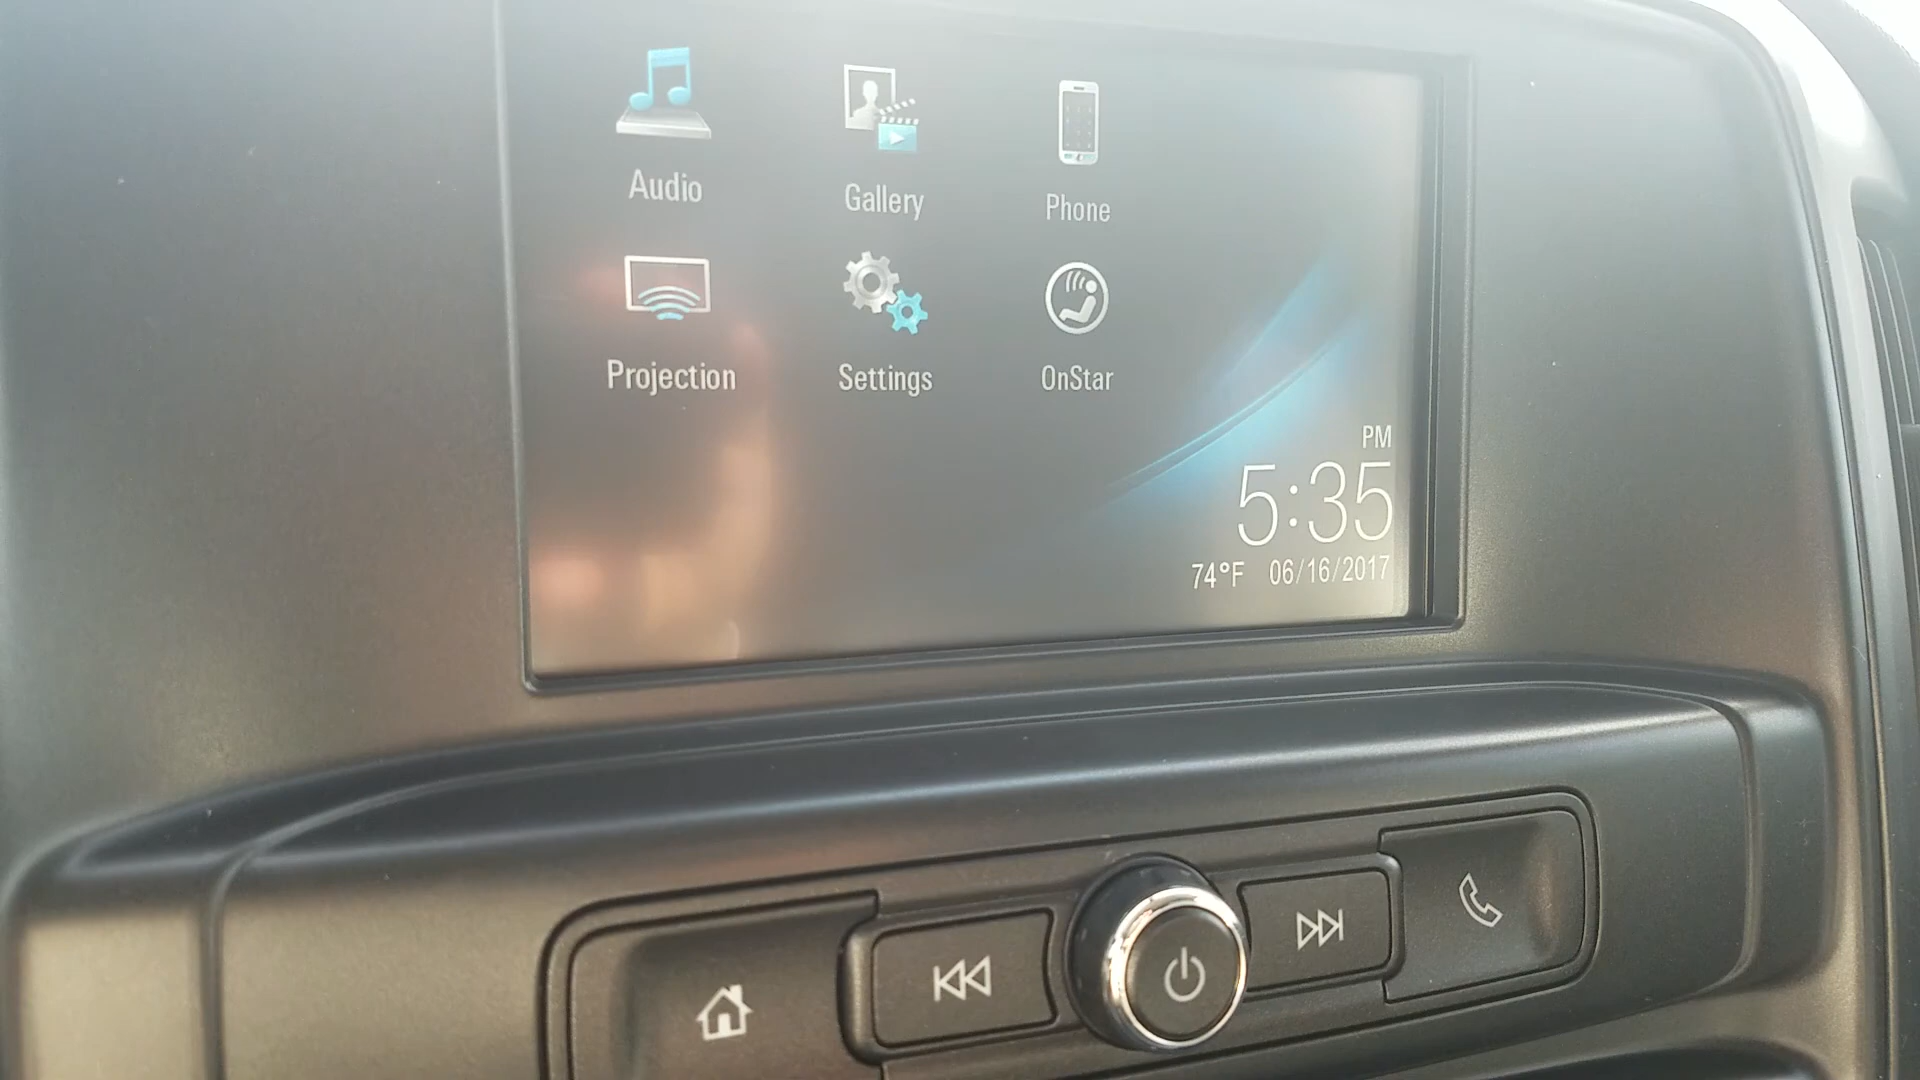 Audio
Gallery
Phone
Projection
Settings
OnStar
PM
5:35
74°F 06/16/2017